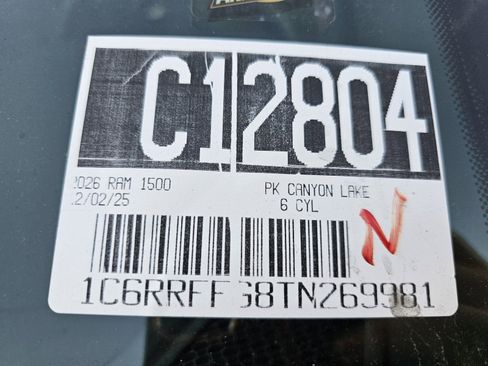 C12804
2026 RAM 1500 PK CANYON LAKE
12/02/25 6 CYL
N
1C6RRFFG8TN269981